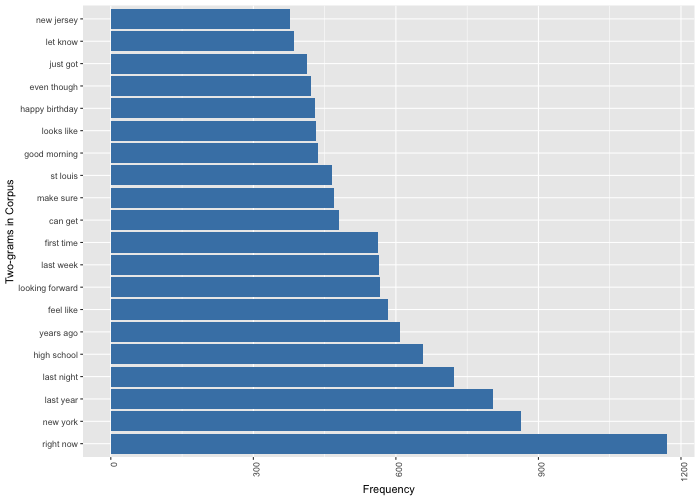 new jersey
let know
just got
even though
happy birthday
looks like
good morning
st louis
make sure
can get
first time
last week
looking forward
feel like
years ago
high school
last night
last year
new york
right now
Two-grams in Corpus
0
300
600
900
1200
Frequency